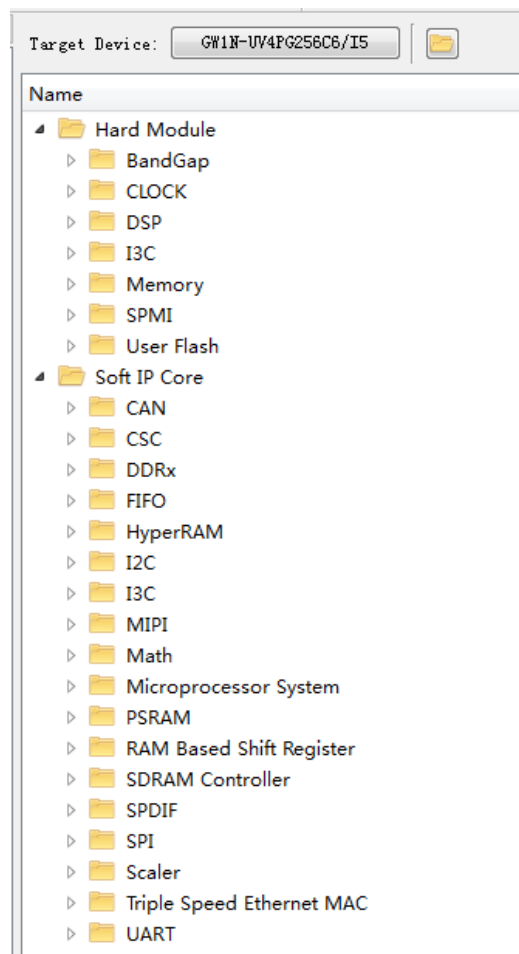 Target Device: GW1N-UV4PG256C6/I5
Name
Hard Module
BandGap
CLOCK
DSP
I3C
Memory
SPMI
User Flash
Soft IP Core
CAN
CSC
DDRx
FIFO
HyperRAM
I2C
I3C
MIPI
Math
Microprocessor System
PSRAM
RAM Based Shift Register
SDRAM Controller
SPDIF
SPI
Scaler
Triple Speed Ethernet MAC
UART